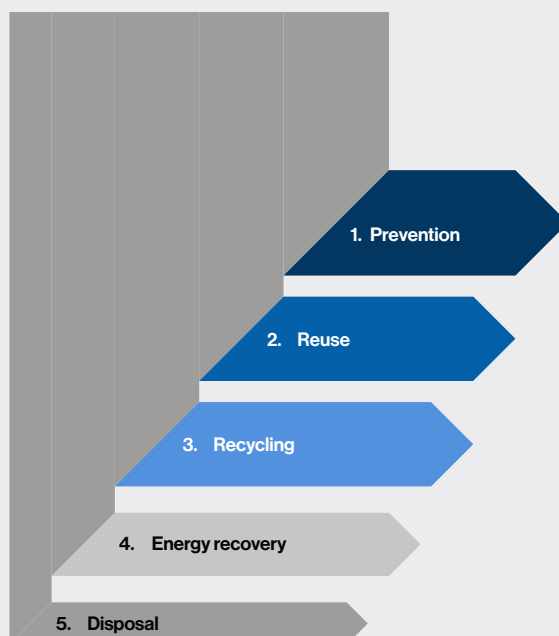 1. Prevention
2. Reuse
3. Recycling
4. Energy recovery
5. Disposal